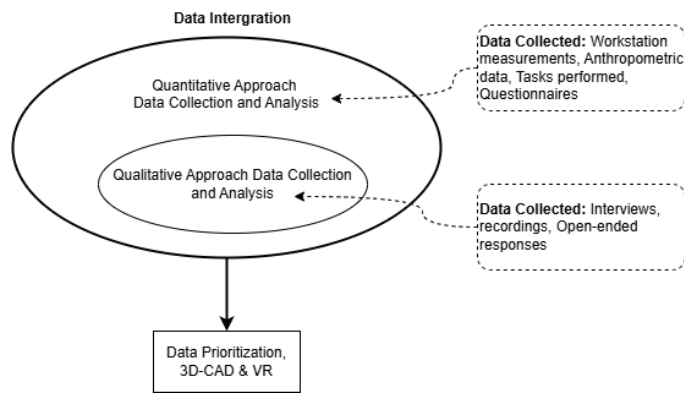 Data Intergration
Quantitative Approach
Data Collection and Analysis
Qualitative Approach Data Collection
and Analysis
Data Collected: Workstation
measurements, Anthropometric
data, Tasks performed,
Questionnaires
Data Collected: Interviews,
recordings, Open-ended
responses
Data Prioritization,
3D-CAD & VR